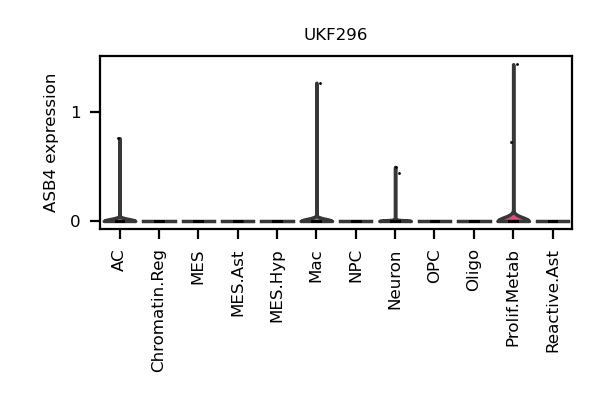 UKF296
ASB4 expression
1
0
AC
Chromatin.Reg
MES
MES.Ast
MES.Hyp
Mac
NPC
Neuron
OPC
Oligo
Prolif.Metab
Reactive.Ast